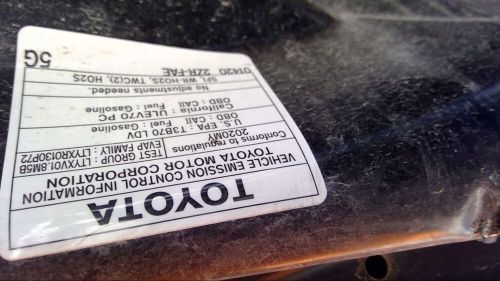 TOYOTA
VEHICLE EMISSION CONTROL INFORMATION
TOYOTA MOTOR CORPORATION
TEST GROUP : LTYXV01.8M5B
EVAP FAMILY : LTYXR0130P72
Conforms to regulations
2020MY
U.S. EPA : T3B70 LDV
OBD : CAII Fuel : Gasoline
California : ULEV70 PC
OBD : CAII Fuel : Gasoline
No adjustments needed.
SFI, WR-HO2S, TWC(2), HO2S
01420 2ZR-FAE
5G